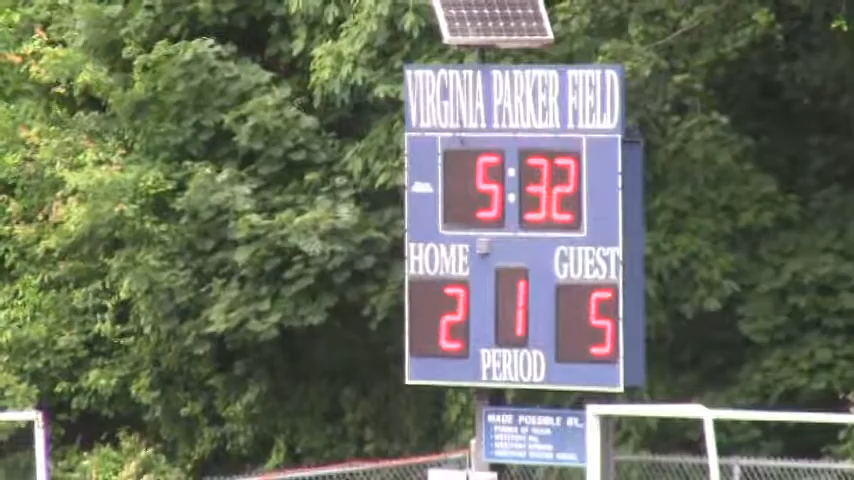 VIRGINIA PARKER FIELD
5:32
HOME GUEST
2 1 5
PERIOD
MADE POSSIBLE BY...